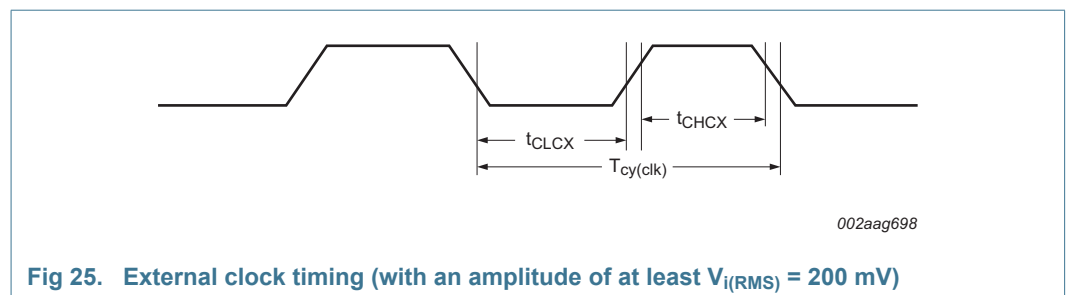 tCHCX
tCLCX
Tcy(clk)
002aag698
Fig 25. External clock timing (with an amplitude of at least Vi(RMS) = 200 mV)